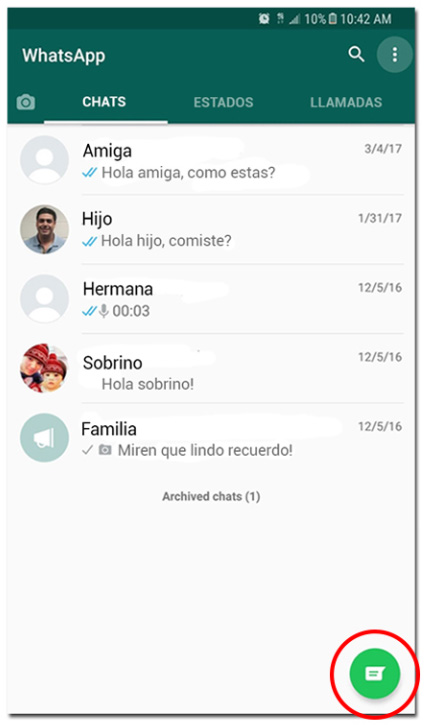 10% 10:42 AM
WhatsApp
CHATS ESTADOS LLAMADAS
Amiga 3/4/17
Hola amiga, como estas?
Hijo 1/31/17
Hola hijo, comiste?
Hermana 12/5/16
00:03
Sobrino 12/5/16
Hola sobrino!
Familia 12/5/16
Miren que lindo recuerdo!
Archived chats (1)